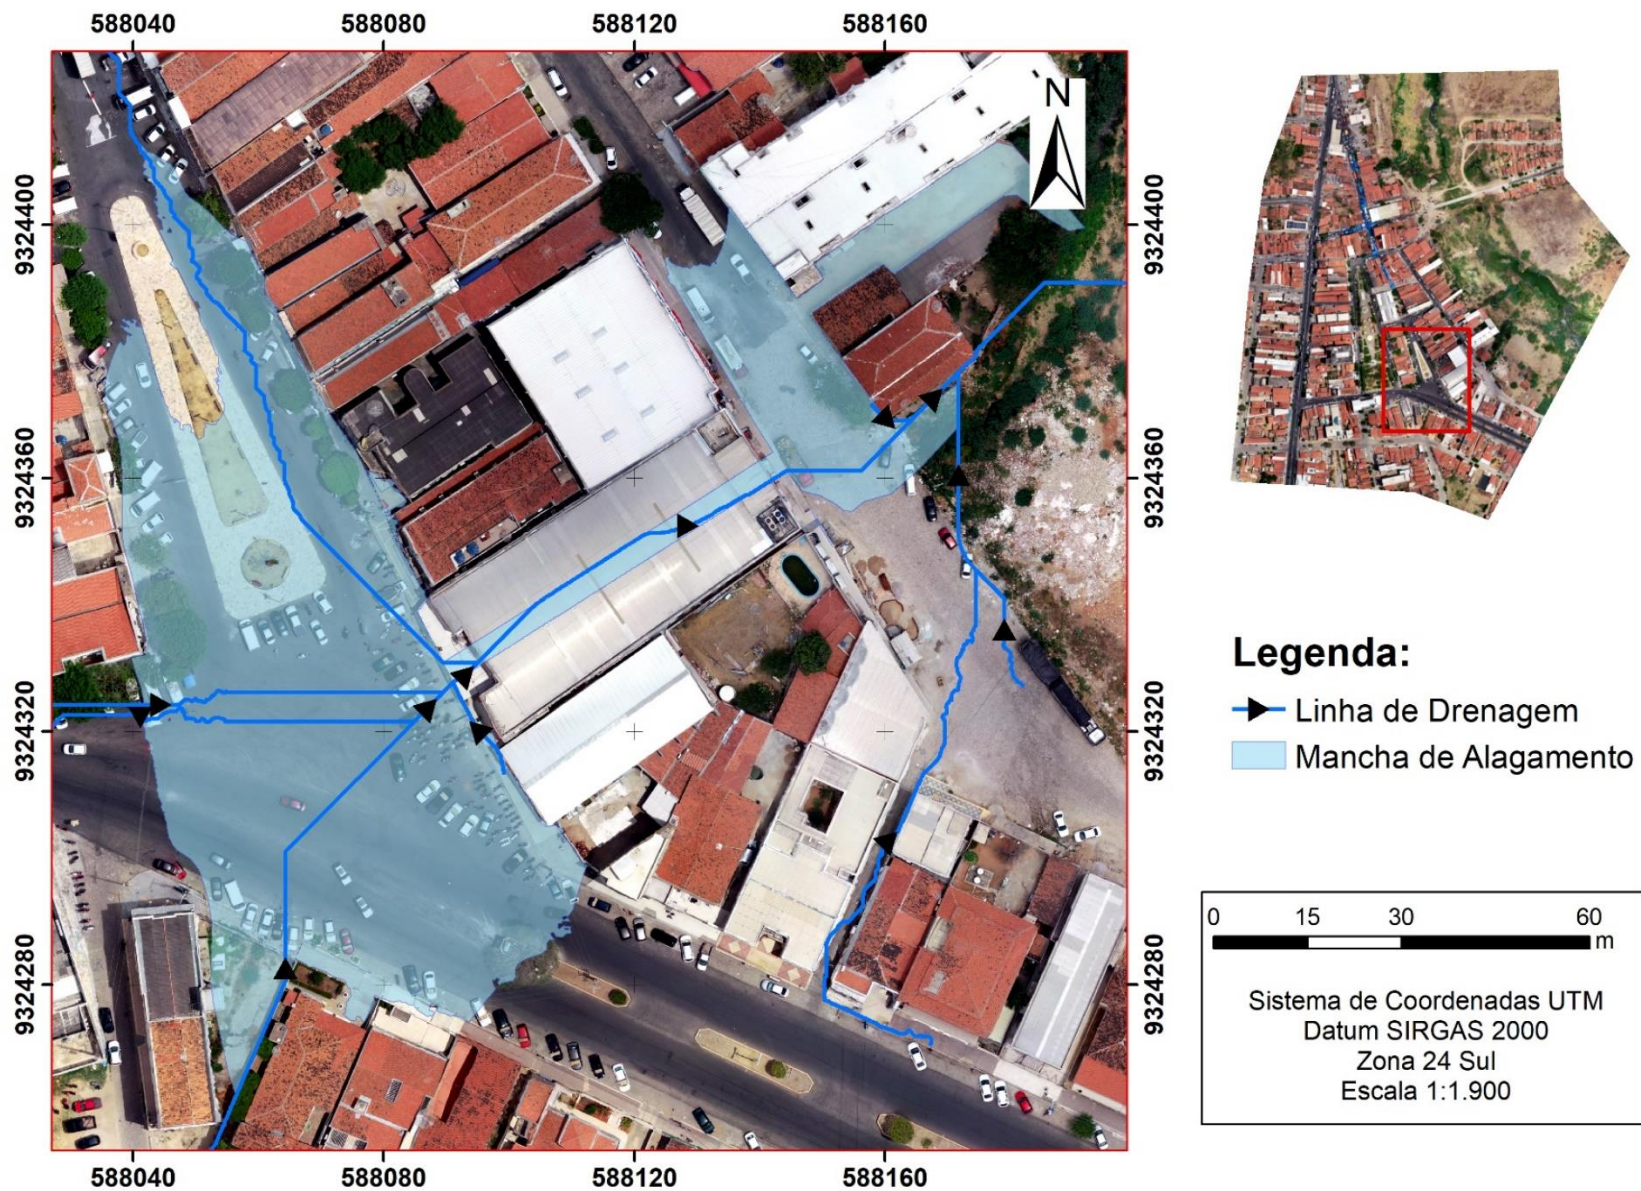 588040 588080 588120 588160
N
9324400 9324400
9324360 9324360
9324320 9324320
9324280 9324280
588040 588080 588120 588160
Legenda:
Linha de Drenagem
Mancha de Alagamento
0 15 30 60
m
Sistema de Coordenadas UTM
Datum SIRGAS 2000
Zona 24 Sul
Escala 1:1.900